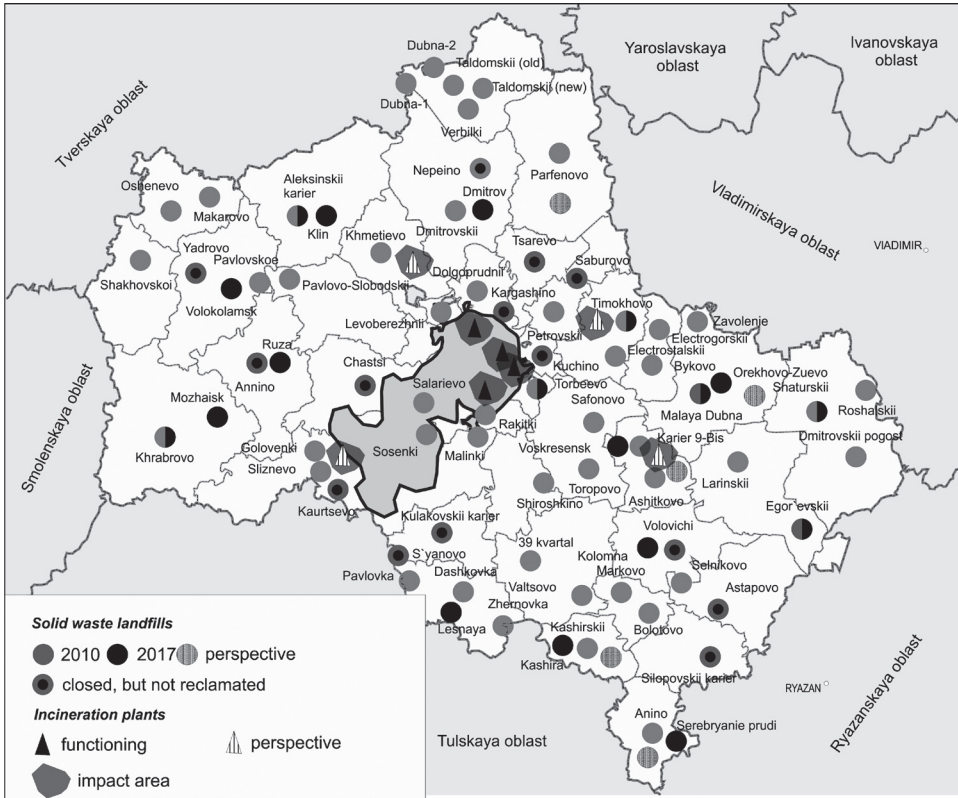 Dubna-2
Yaroslavskaya
oblast
Ivanovskaya
oblast
Taldomskii (old)
Taldomskii (new)
Dubna-1
Verbilki
Tverskaya oblast
Nepeino
Parfenovo
Oshenevo
Aleksinskii
karier
Dmitrov
Makarovo
Klin
Dmitrovskii
Vladimirskaya oblast
VLADIMIR
Khmetievo
Tsarevo
Yadrovo
Pavlovskoe
Dolgoprudnii
Saburovo
Shakhovskoi
Pavlovo-Slobodskii
Kargashino
Timokhovo
Volokolamsk
Levoberezhnii
Petrovskii
Zavolenje
Electrogorskii
Ruza
Chastsi
Kuchino
Electrostalskii
Annino
Salarievo
Torbeevo
Bykovo
Orekhovo-Zuevo
Shaturskii
Mozhaisk
Safonovo
Malaya Dubna
Roshalskii
Rakitki
Smolenskaya oblast
Khrabrovo
Golovenki
Sosenki
Malinki
Voskresensk
Karier 9-Bis
Dmitrovskii pogost
Sliznevo
Toropovo
Larinskii
Kaurtsevo
Shiroshkino
Ashitkovo
Kulakovskii karier
Volovichi
Egor`evskii
S`yanovo
39 kvartal
Kolomna
Selnikovo
Pavlovka
Dashkovka
Valtsovo
Markovo
Astapovo
Zhernovka
Lesnaya
Kashirskii
Bolotovo
Kashira
Silopovskii karier
RYAZAN
Ryazanskaya oblast
Anino
Serebryanie prudi
Tulskaya oblast
Solid waste landfills
2010 2017 perspective
closed, but not reclamated
Incineration plants
functioning perspective
impact area